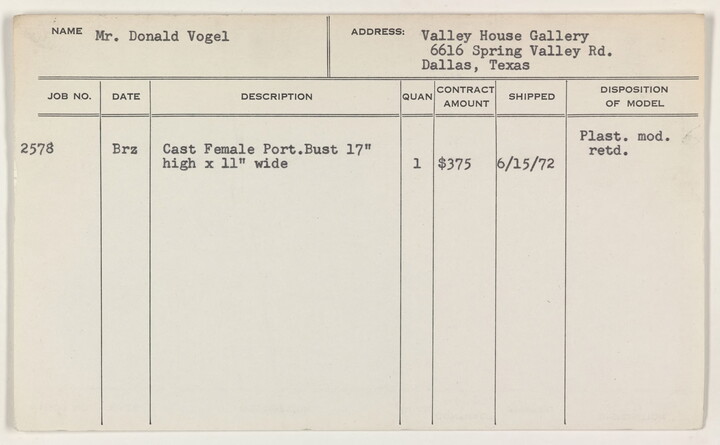 NAME Mr. Donald Vogel
ADDRESS: Valley House Gallery
6616 Spring Valley Rd.
Dallas, Texas
JOB NO. DATE DESCRIPTION QUAN CONTRACT AMOUNT SHIPPED DISPOSITION OF MODEL
Plast. mod.
2578 Brz Cast Female Port.Bust 17" retd.
high x 11" wide 1 $375 6/15/72